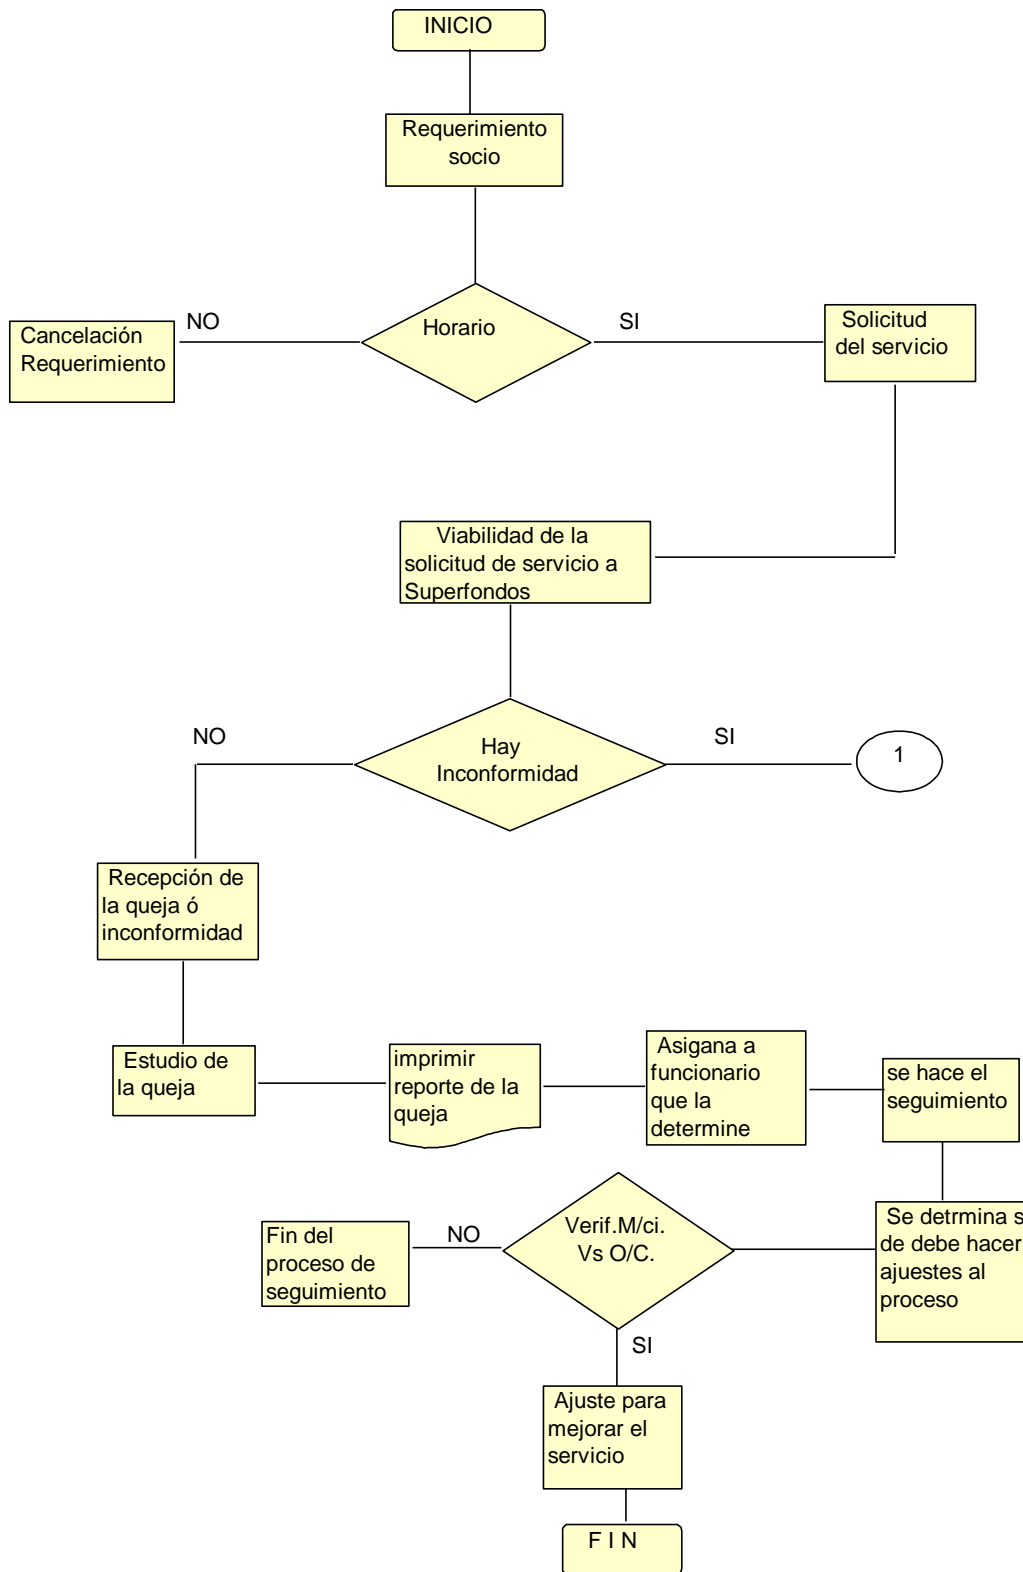 INICIO
Requerimiento
socio
Horario
NO
SI
Cancelación
Requerimiento
Solicitud
del servicio
Viabilidad de la
solicitud de servicio a
Superfondos
Hay
Inconformidad
NO
SI
1
Recepción de
la queja ó
inconformidad
Estudio de
la queja
imprimir
reporte de la
queja
Asigana a
funcionario
que la
determine
se hace el
seguimiento
Se detrmina s
de debe hacer
ajuestes al
proceso
Verif.M/ci.
Vs O/C.
NO
Fin del
proceso de
seguimiento
SI
Ajuste para
mejorar el
servicio
F I N